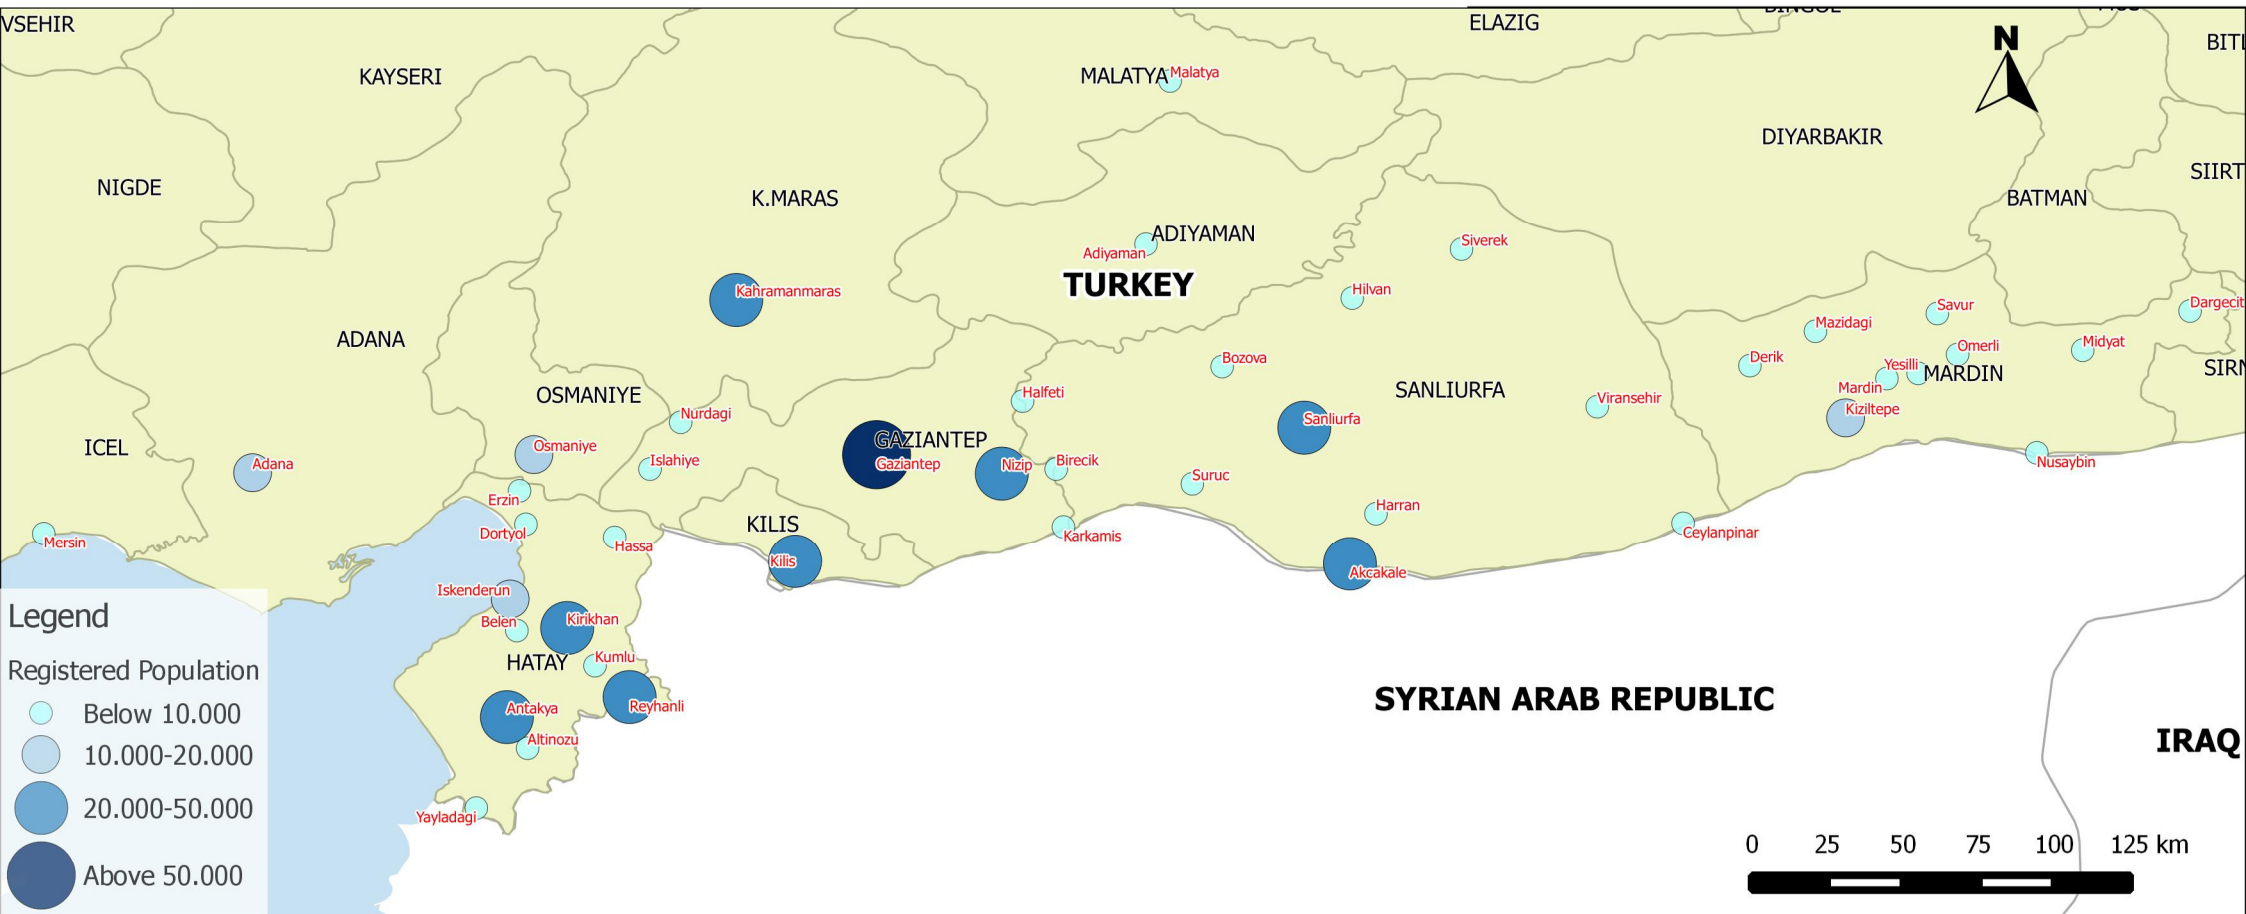 VSEHIR
ELAZIG
BINGOL
BITL
N
KAYSERI
MALATYA
Malatya
DIYARBAKIR
SIIRT
NIGDE
K.MARAS
BATMAN
ADIYAMAN
Adiyaman
Siverek
TURKEY
Kahramanmaras
Hilvan
Dargecit
Savur
Mazidagi
ADANA
Omerli
Midyat
Bozova
Derik
Yesilli
MARDIN
SIRN
Mardin
OSMANIYE
Halfeti
SANLIURFA
Viransehir
Kiziltepe
Nurdagi
Sanliurfa
ICEL
Osmaniye
GAZIANTEP
Adana
Islahiye
Gaziantep
Nizip
Birecik
Nusaybin
Suruc
Erzin
Harran
KILIS
Dortyol
Mersin
Hassa
Karkamis
Ceylanpinar
Kilis
Akcakale
Iskenderun
Legend
Belen
Kirikhan
HATAY
Kumlu
Registered Population
Antakya
Reyhanli
SYRIAN ARAB REPUBLIC
Below 10.000
Altinozu
IRAQ
10.000-20.000
20.000-50.000
Yayladagi
Above 50.000
0 25 50 75 100 125 km